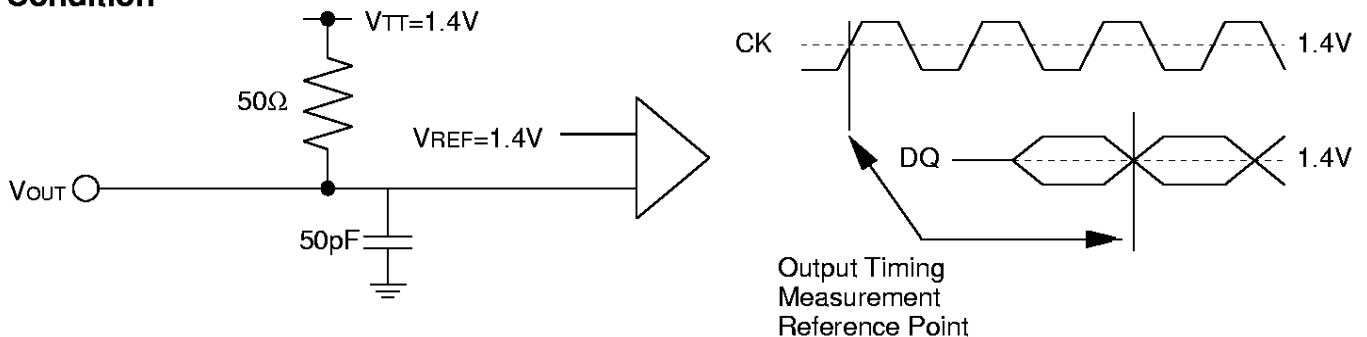 Condition
VTT=1.4V
50Ω
VREF=1.4V
VOUT
50pF
CK
1.4V
DQ
1.4V
Output Timing
Measurement
Reference Point